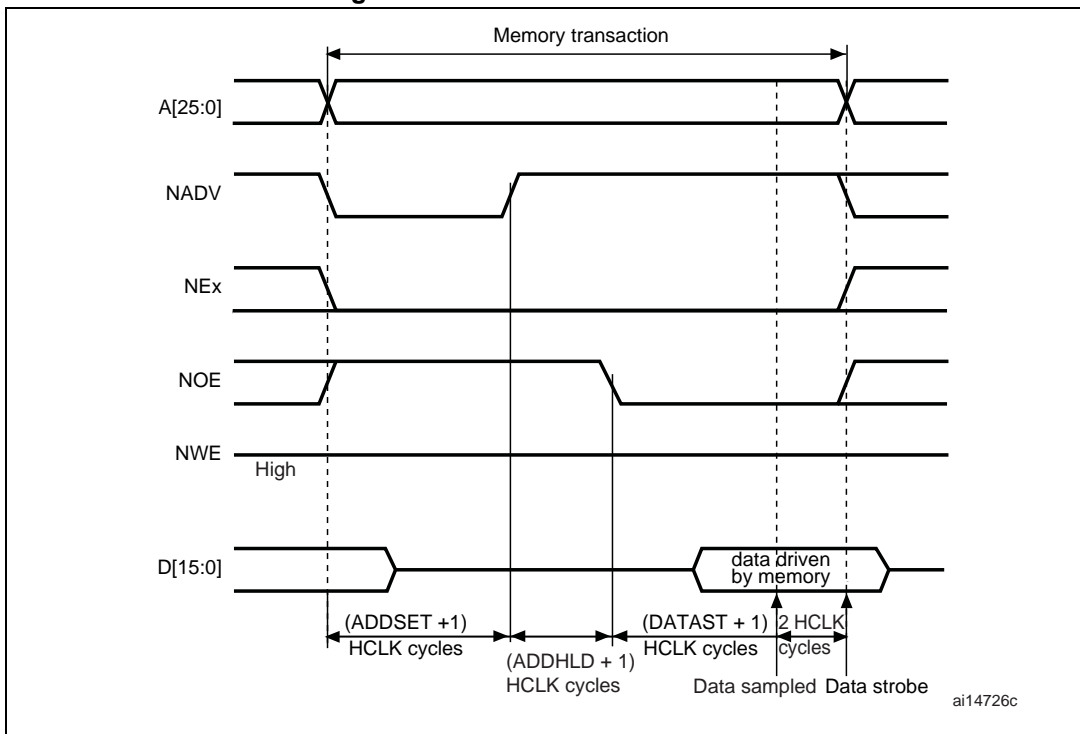 Memory transaction
A[25:0]
NADV
NEx
NOE
NWE
High
D[15:0]
data driven
by memory
(ADDSET +1)
HCLK cycles
(ADDHLD + 1)
HCLK cycles
(DATAST + 1)
HCLK cycles
2 HCLK
cycles
Data sampled
Data strobe
ai14726c